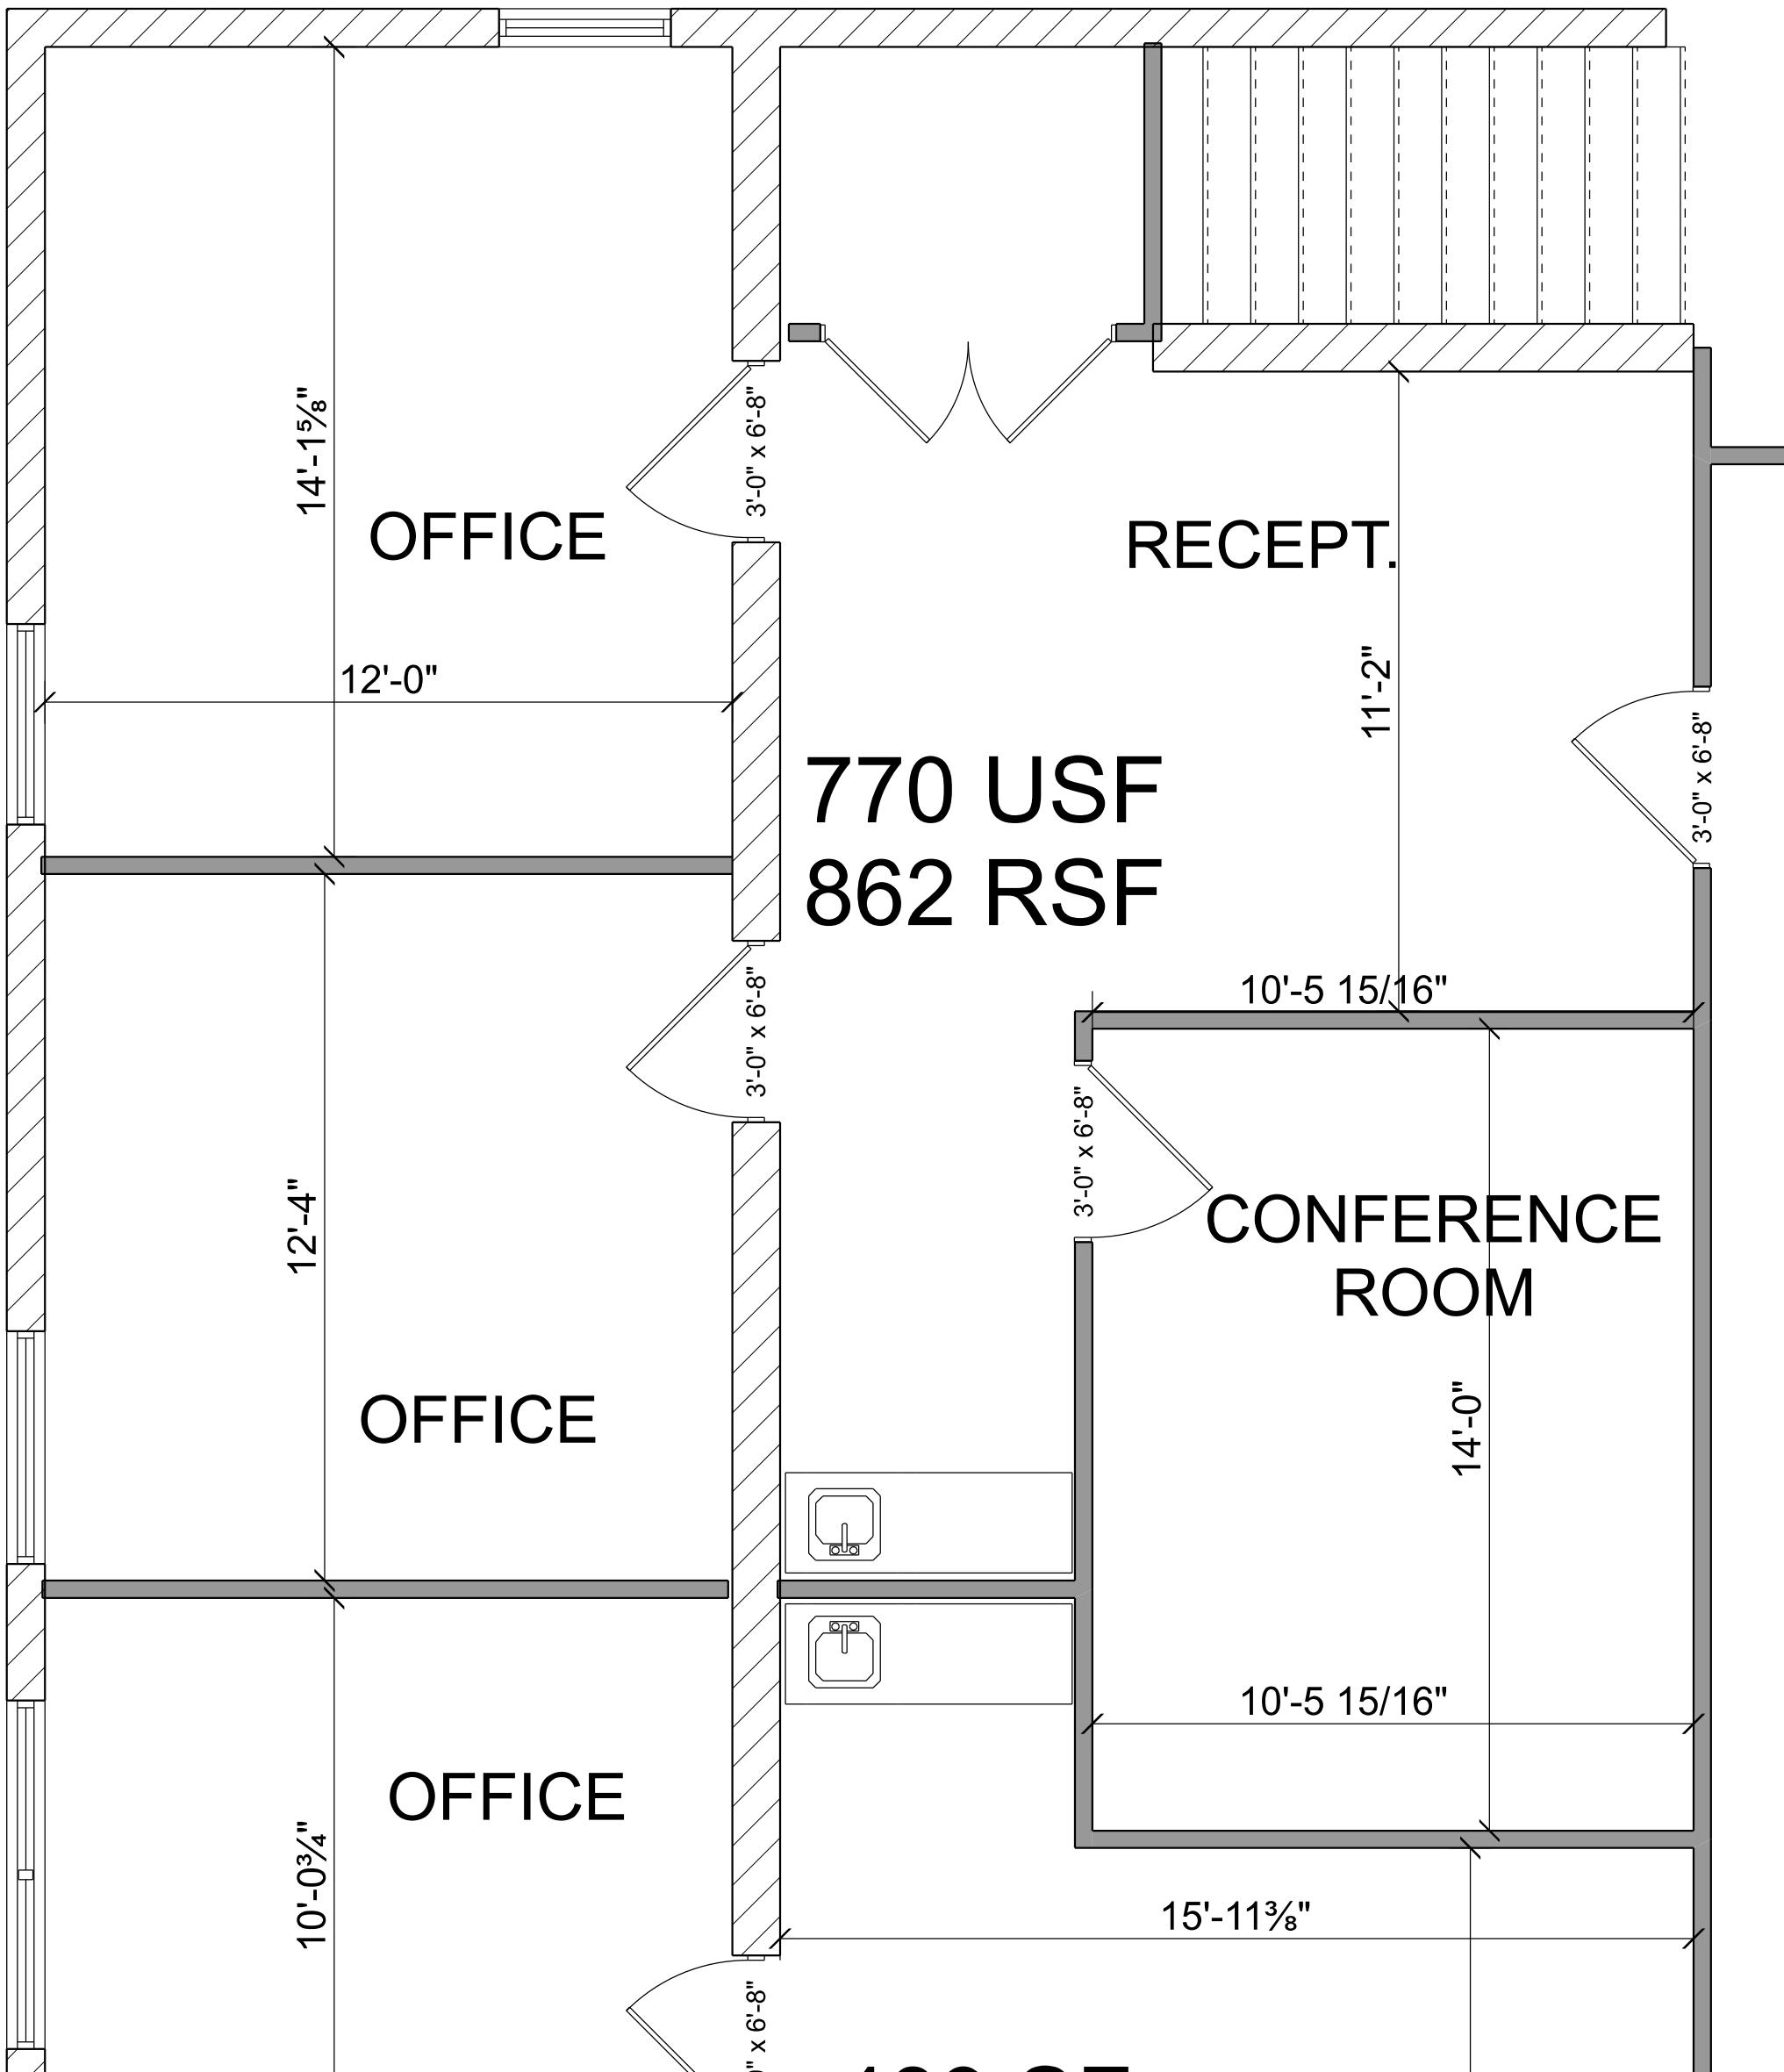 14'-1⅝"
OFFICE
3'-0" x 6'-8"
RECEPT.
12'-0"
11'-2"
3'-0" x 6'-8"
770 USF
862 RSF
3'-0" x 6'-8"
10'-5 15/16"
3'-0" x 6'-8"
12'-4"
CONFERENCE
ROOM
OFFICE
14'-0"
10'-5 15/16"
OFFICE
10'-0¾"
15'-11⅜"
x 6'-8"